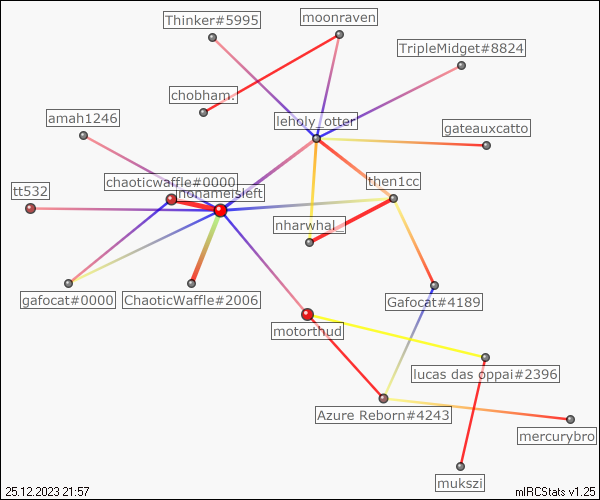 Thinker#5995
moonraven
TripleMidget#8824
chobham.
leholy_otter
amah1246
gateauxcatto
chaoticwaffle#0000
then1cc
tt532
nonameisleft
nharwhal_
gafocat#0000
ChaoticWaffle#2006
Gafocat#4189
motorthud
lucas das oppai#2396
Azure Reborn#4243
mercurybro
mukszi
25.12.2023 21:57
mIRCStats v1.25